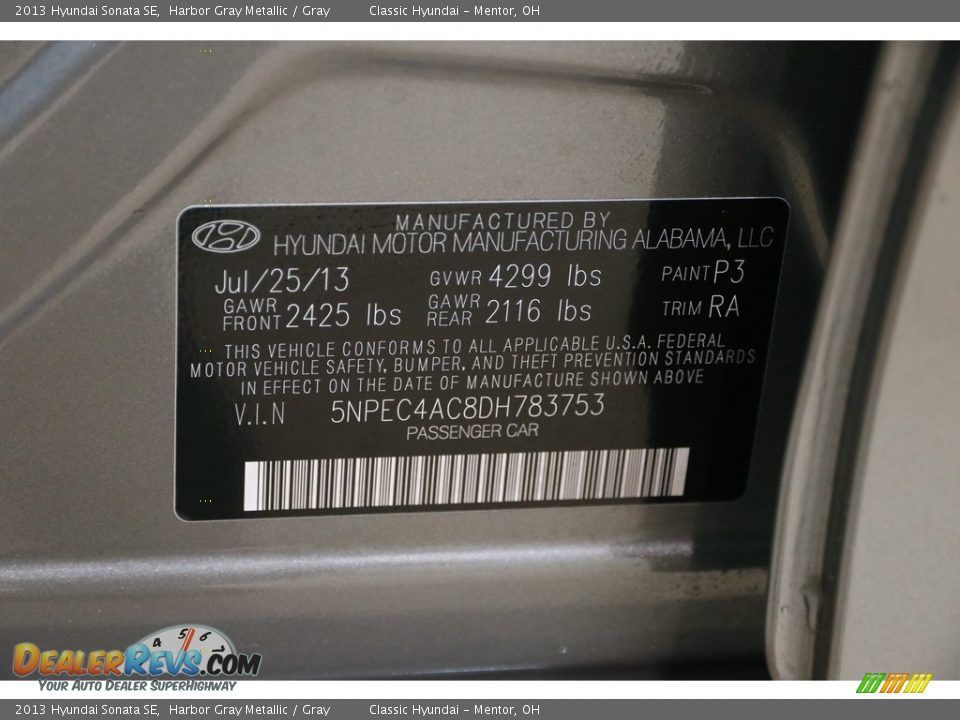 2013 Hyundai Sonata SE, Harbor Gray Metallic / Gray Classic Hyundai - Mentor, OH
MANUFACTURED BY
HYUNDAI MOTOR MANUFACTURING ALABAMA, LLC
Jul/25/13 GVWR 4299 lbs PAINT P3
GAWR FRONT 2425 lbs GAWR REAR 2116 lbs TRIM RA
THIS VEHICLE CONFORMS TO ALL APPLICABLE U.S.A. FEDERAL
MOTOR VEHICLE SAFETY, BUMPER, AND THEFT PREVENTION STANDARDS
IN EFFECT ON THE DATE OF MANUFACTURE SHOWN ABOVE
V.I.N 5NPEC4AC8DH783753
PASSENGER CAR
4 5 6
DEALERREVS.COM
YOUR AUTO DEALER SUPERHIGHWAY
2013 Hyundai Sonata SE, Harbor Gray Metallic / Gray Classic Hyundai - Mentor, OH